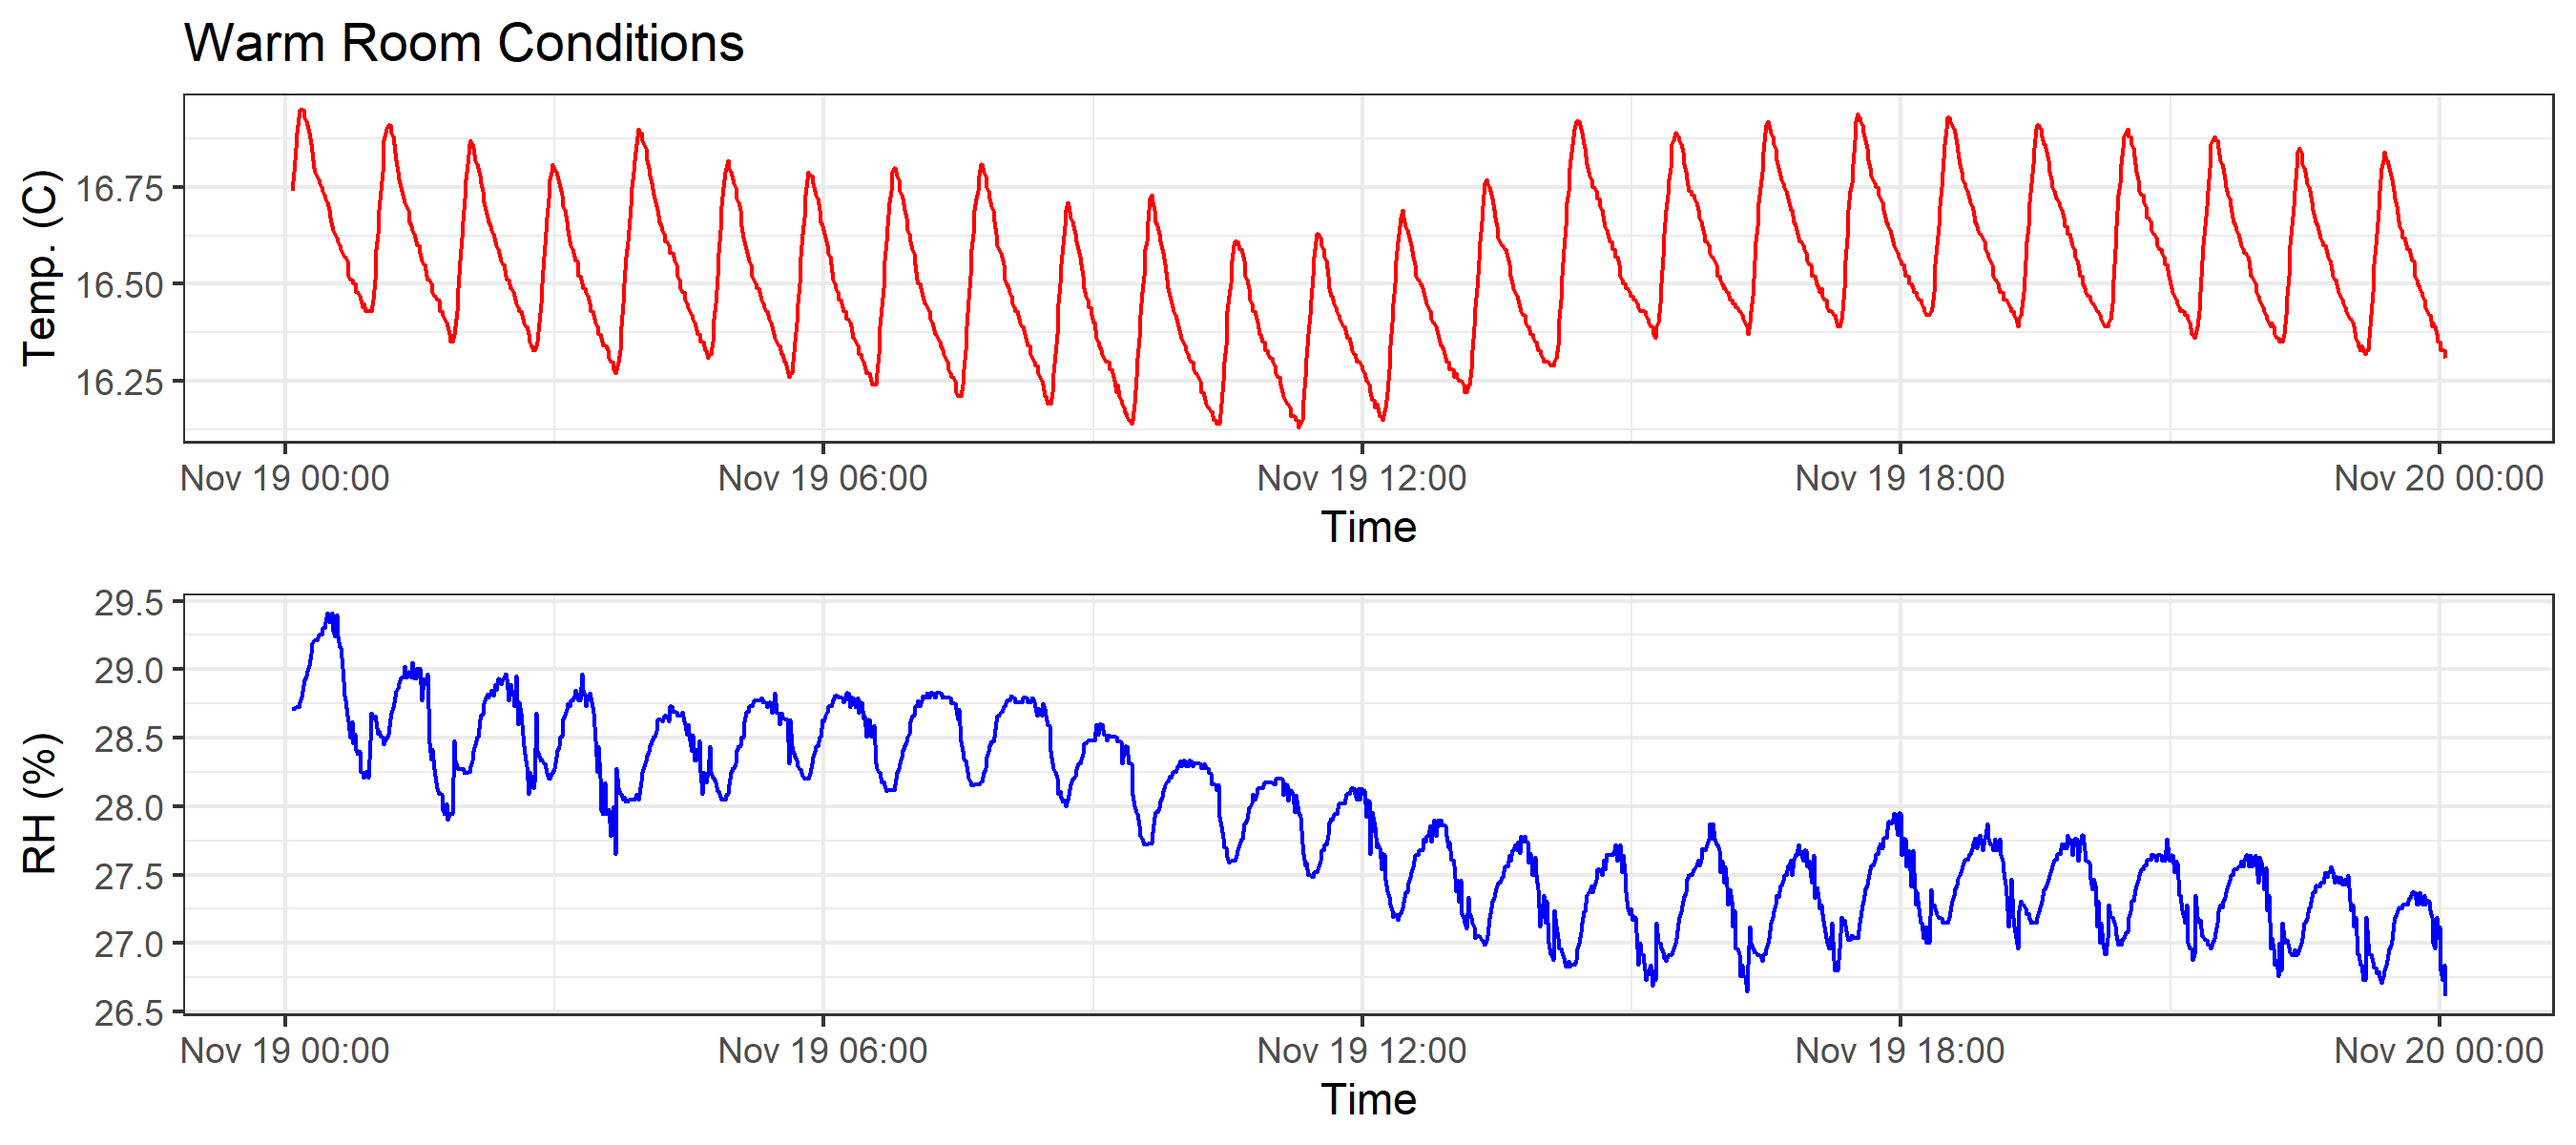 Warm Room Conditions
Temp. (C)
16.75
16.50
16.25
Nov 19 00:00 Nov 19 06:00 Nov 19 12:00 Nov 19 18:00 Nov 20 00:00
Time
RH (%)
29.5
29.0
28.5
28.0
27.5
27.0
26.5
Nov 19 00:00 Nov 19 06:00 Nov 19 12:00 Nov 19 18:00 Nov 20 00:00
Time